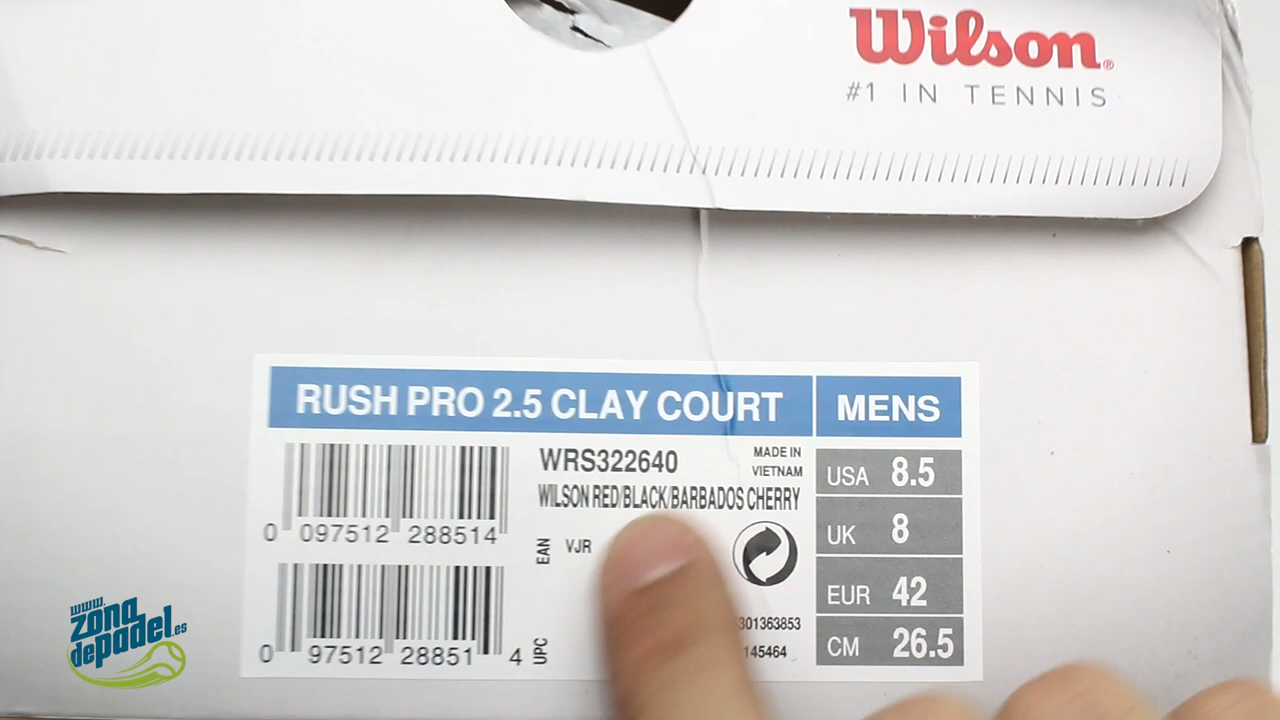 Wilson®
#1 IN TENNIS
RUSH PRO 2.5 CLAY COURT
MENS
WRS322640
MADE IN
VIETNAM
WILSON RED/BLACK/BARBADOS CHERRY
0 097512 288514
EAN
VJR
0 97512 28851 4
UPC
301363853
145464
USA 8.5
UK 8
EUR 42
CM 26.5
www.
zona
depadel.es